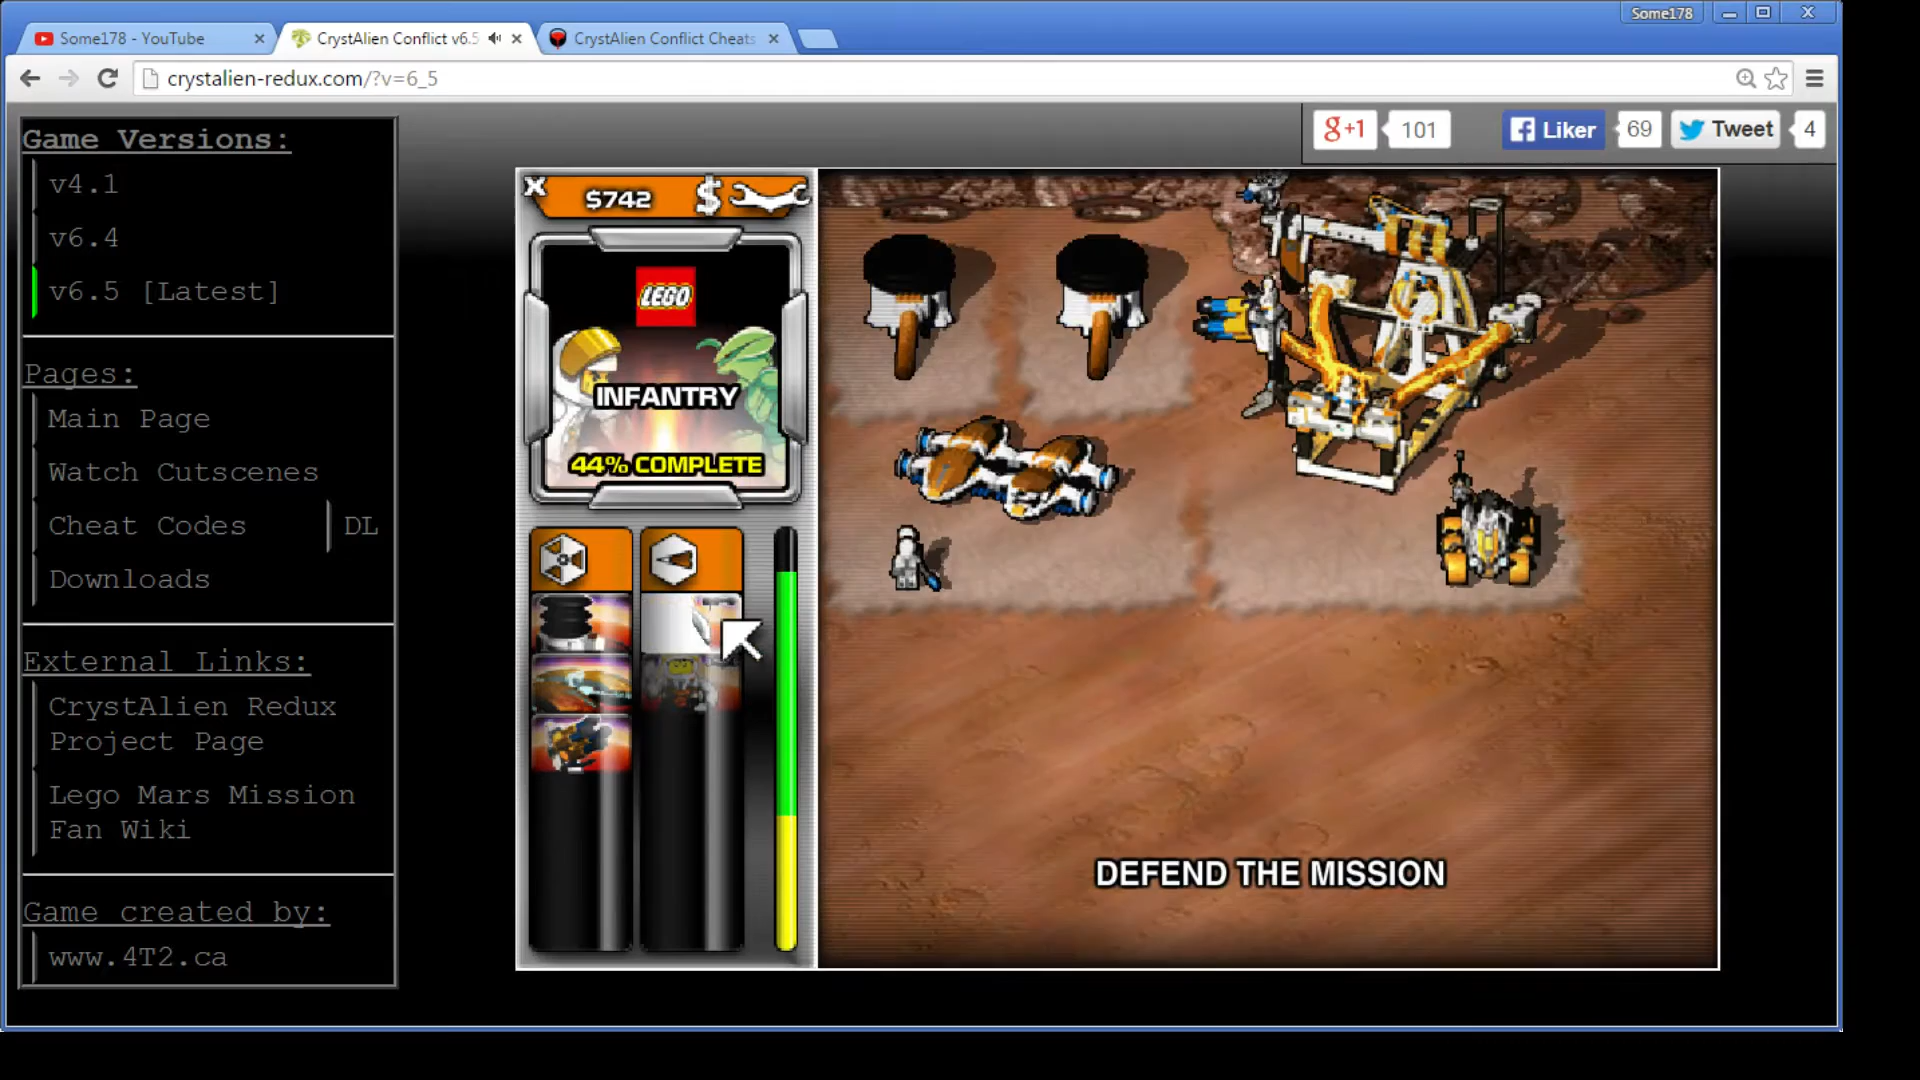 Some178
Some178 - YouTube
CrystAlien Conflict v6.5
CrystAlien Conflict Cheats
crystalien-redux.com/?v=6_5
g+1
101
Liker
69
Tweet
4
Game Versions:
v4.1
v6.4
v6.5 [Latest]
Pages:
Main Page
Watch Cutscenes
Cheat Codes
DL
Downloads
External Links:
CrystAlien Redux
Project Page
Lego Mars Mission
Fan Wiki
Game created by:
www.4T2.ca
X
$742
$
LEGO
INFANTRY
44% COMPLETE
DEFEND THE MISSION